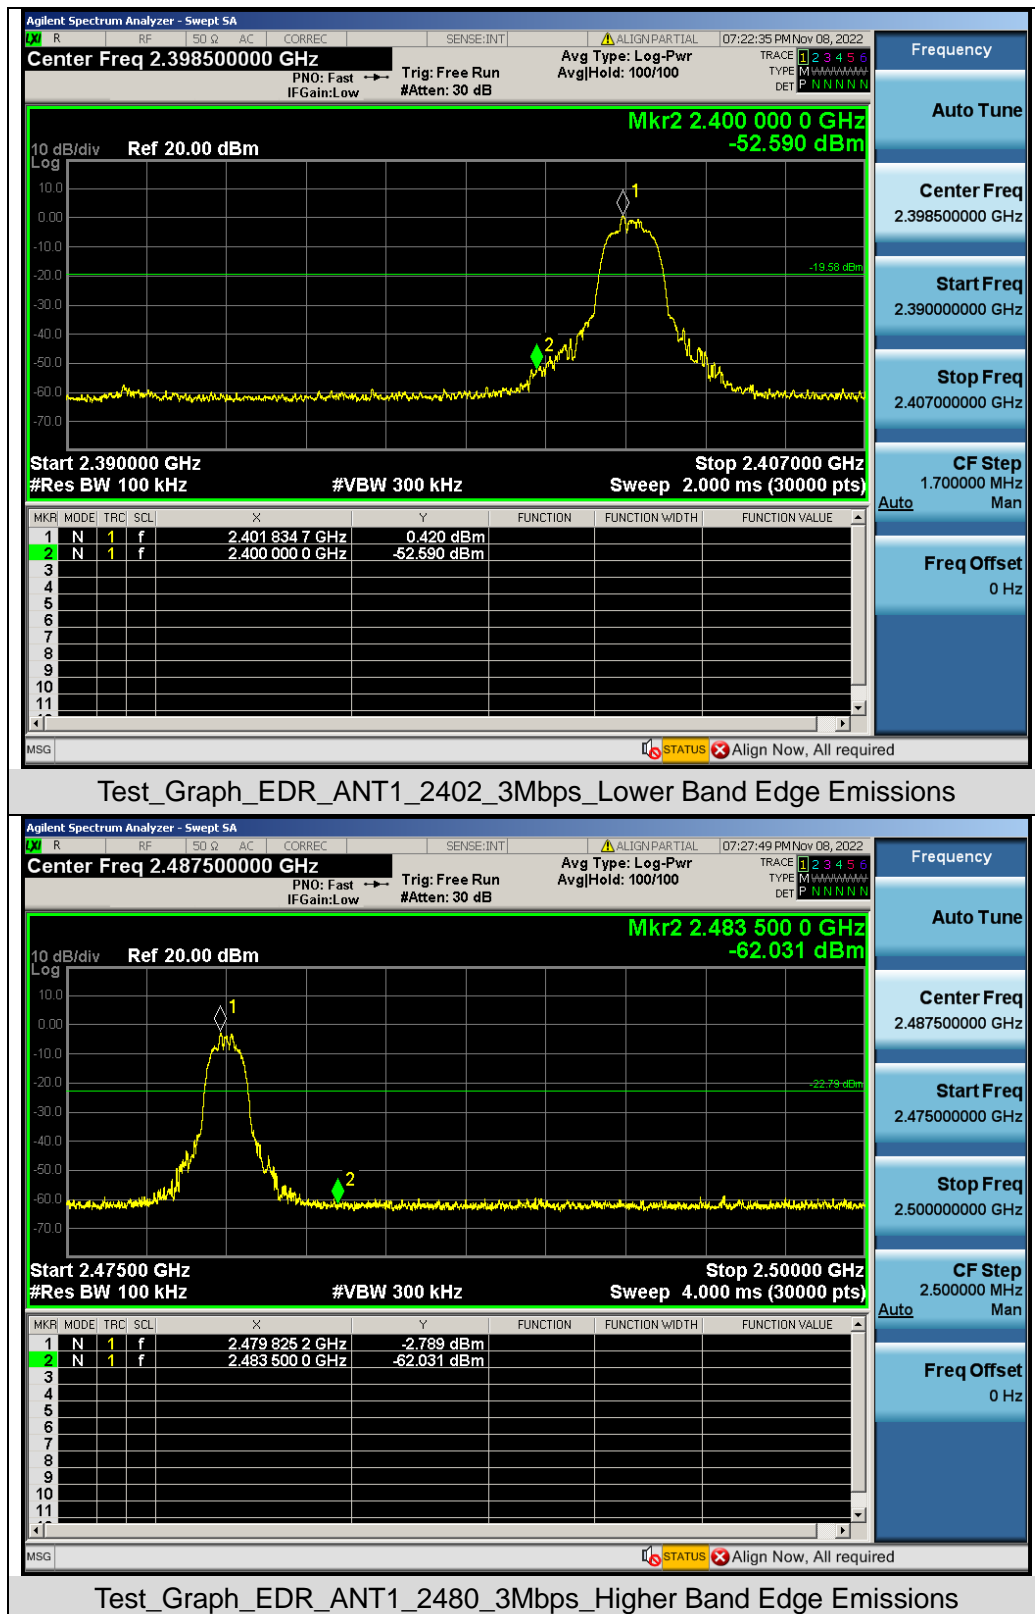 Agilent Spectrum Analyzer - Swept SA
LXI R RF 50 Ω AC CORREC SENSE:INT ALIGN PARTIAL 07:22:35 PM Nov 08, 2022
Center Freq 2.398500000 GHz Avg Type: Log-Pwr TRACE 1 2 3 4 5 6
PNO: Fast Trig: Free Run Avg|Hold: 100/100 TYPE M
IFGain:Low #Atten: 30 dB DET P N N N N N
Frequency
Auto Tune
Center Freq
2.398500000 GHz
Start Freq
2.390000000 GHz
Stop Freq
2.407000000 GHz
CF Step
1.700000 MHz
Auto Man
Freq Offset
0 Hz
Mkr2 2.400 000 0 GHz
-52.590 dBm
10 dB/div Ref 20.00 dBm
Log
10.0
0.00
-10.0
-20.0
-30.0
-40.0
-50.0
-60.0
-70.0
1
-19.58 dBm
2
Start 2.390000 GHz Stop 2.407000 GHz
#Res BW 100 kHz #VBW 300 kHz Sweep 2.000 ms (30000 pts)
MKR MODE TRC SCL X Y FUNCTION FUNCTION WIDTH FUNCTION VALUE
1 N 1 f 2.401 834 7 GHz 0.420 dBm
2 N 1 f 2.400 000 0 GHz -52.590 dBm
3
4
5
6
7
8
9
10
11
MSG STATUS Align Now, All required
Test_Graph_EDR_ANT1_2402_3Mbps_Lower Band Edge Emissions
Agilent Spectrum Analyzer - Swept SA
LXI R RF 50 Ω AC CORREC SENSE:INT ALIGN PARTIAL 07:27:49 PM Nov 08, 2022
Center Freq 2.487500000 GHz Avg Type: Log-Pwr TRACE 1 2 3 4 5 6
PNO: Fast Trig: Free Run Avg|Hold: 100/100 TYPE M
IFGain:Low #Atten: 30 dB DET P N N N N N
Frequency
Auto Tune
Center Freq
2.487500000 GHz
Start Freq
2.475000000 GHz
Stop Freq
2.500000000 GHz
CF Step
2.500000 MHz
Auto Man
Freq Offset
0 Hz
Mkr2 2.483 500 0 GHz
-62.031 dBm
10 dB/div Ref 20.00 dBm
Log
10.0
0.00
-10.0
-20.0
-30.0
-40.0
-50.0
-60.0
-70.0
1
-22.79 dBm
2
Start 2.47500 GHz Stop 2.50000 GHz
#Res BW 100 kHz #VBW 300 kHz Sweep 4.000 ms (30000 pts)
MKR MODE TRC SCL X Y FUNCTION FUNCTION WIDTH FUNCTION VALUE
1 N 1 f 2.479 825 2 GHz -2.789 dBm
2 N 1 f 2.483 500 0 GHz -62.031 dBm
3
4
5
6
7
8
9
10
11
MSG STATUS Align Now, All required
Test_Graph_EDR_ANT1_2480_3Mbps_Higher Band Edge Emissions